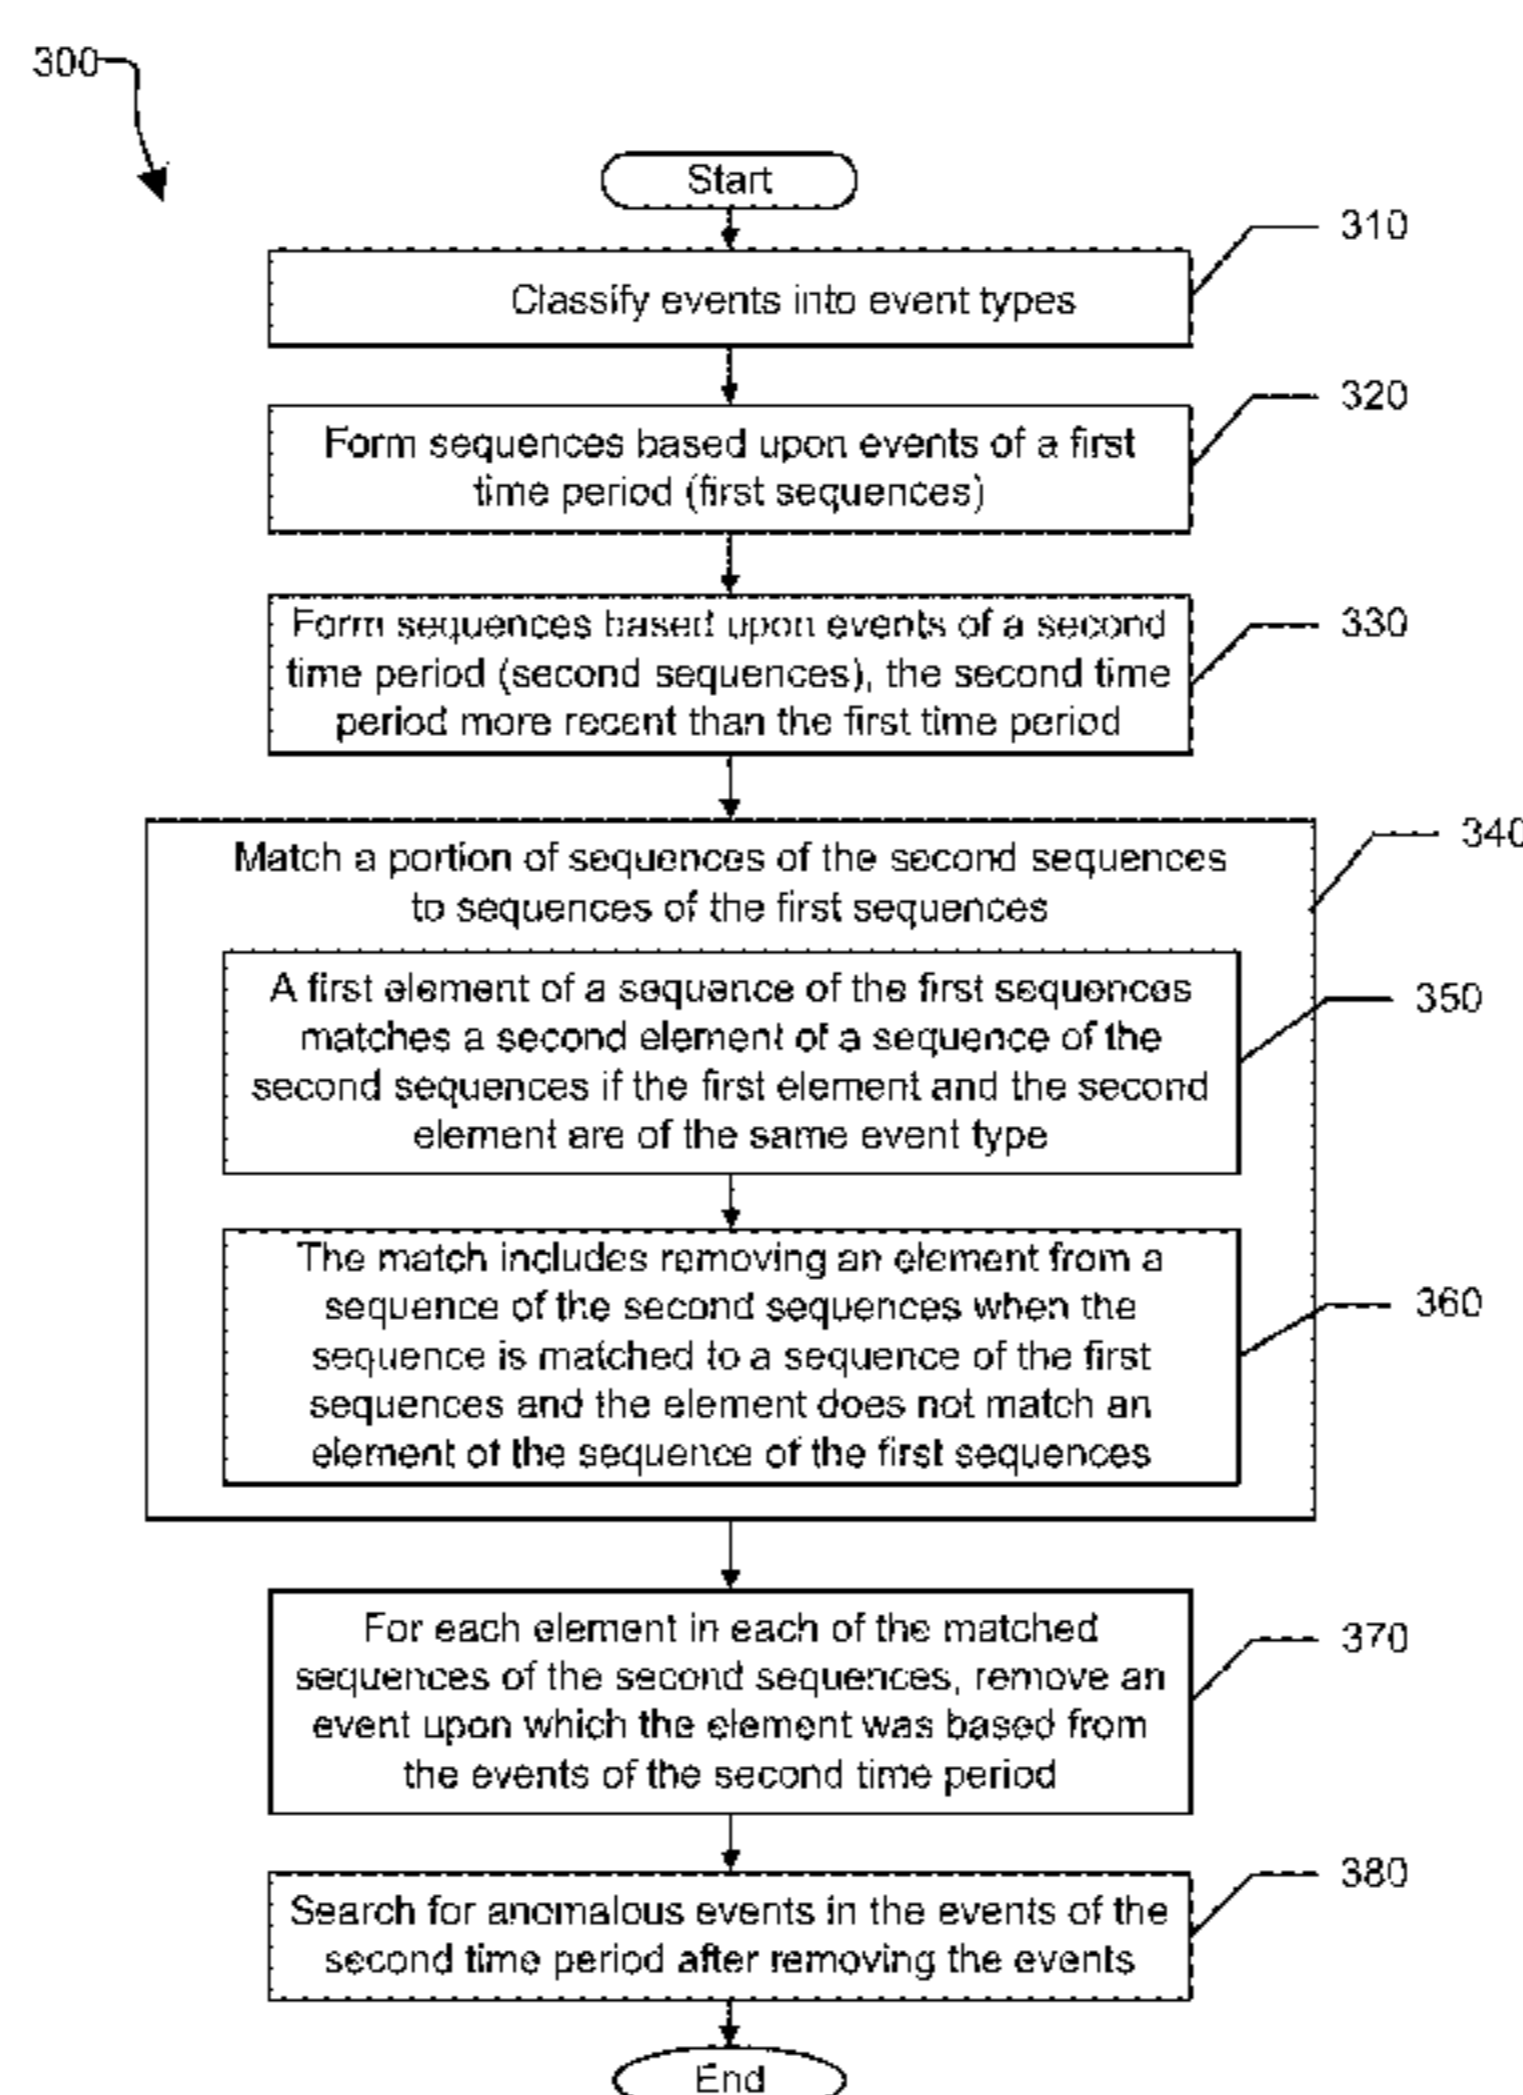 300
Start
310
Classify events into event types
320
Form sequences based upon events of a first
time period (first sequences)
330
Form sequences based upon events of a second
time period (second sequences), the second time
period more recent than the first time period
340
Match a portion of sequences of the second sequences
to sequences of the first sequences
350
A first element of a sequence of the first sequences
matches a second element of a sequence of the
second sequences if the first element and the second
element are of the same event type
360
The match includes removing an element from a
sequence of the second sequences when the
sequence is matched to a sequence of the first
sequences and the element does not match an
element of the sequence of the first sequences
370
For each element in each of the matched
sequences of the second sequences, remove an
event upon which the element was based from
the events of the second time period
380
Search for anomalous events in the events of the
second time period after removing the events
End